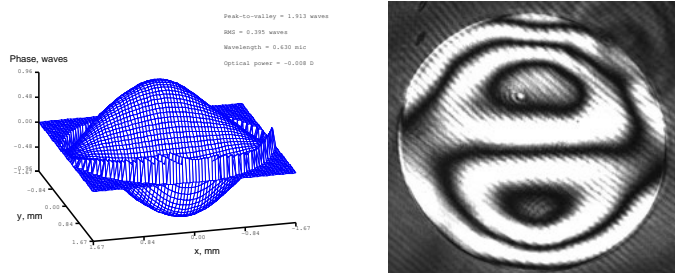 Peak-to-valley = 1.913 waves
RMS = 0.395 waves
Wavelength = 0.630 mic
Optical power = -0.008 D
Phase, waves
0.96
0.48
0.00
-0.48
-0.96
-1.67
-0.84
0.00
0.84
1.67
y, mm
1.67
0.84
0.00
-0.84
-1.67
x, mm